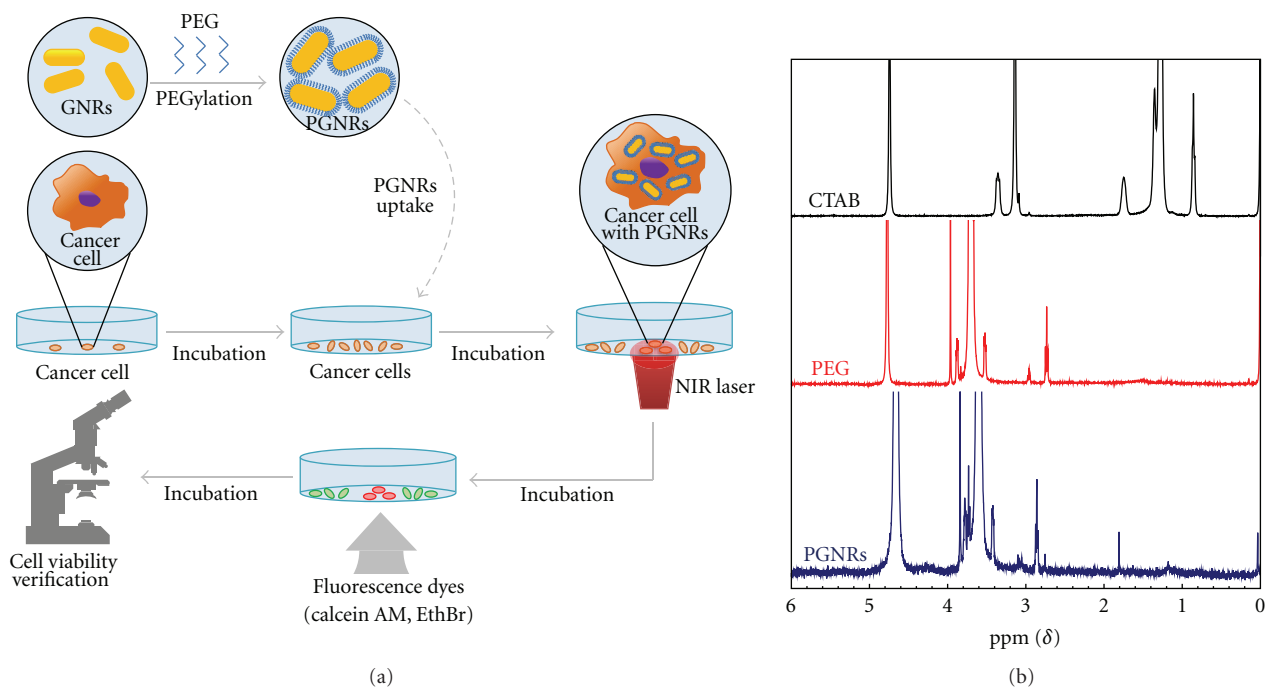 PEG
GNRs
PEGylation
PGNRs
PGNRs
uptake
Cancer
cell
Cancer cell
with PGNRs
Incubation
Incubation
Cancer cell
Cancer cells
NIR laser
Incubation
Incubation
Cell viability
verification
Fluorescence dyes
(calcein AM, EthBr)
(a)
CTAB
PEG
PGNRs
6 5 4 3 2 1 0
ppm (δ)
(b)